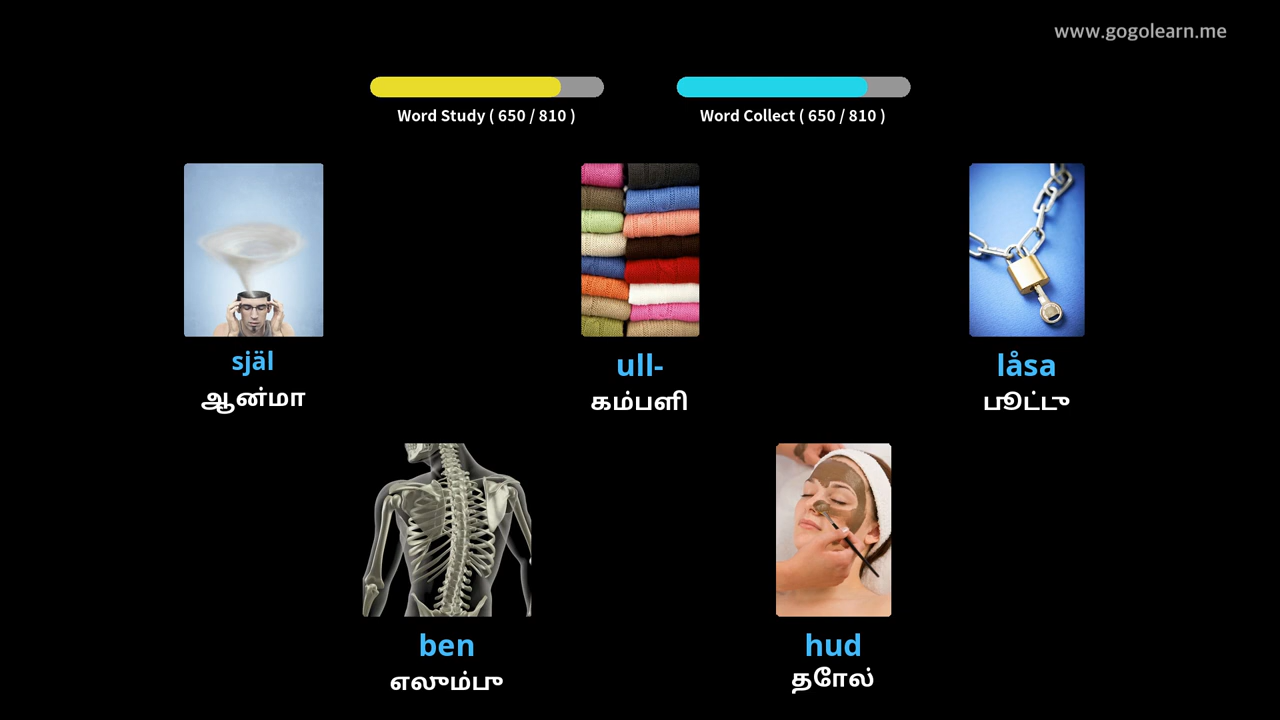 www.gogolearn.me
Word Study ( 650 / 810 )
Word Collect ( 650 / 810 )
själ
ஆன்மா
ull-
கம்பளி
låsa
பூட்டு
ben
எலும்பு
hud
தோல்